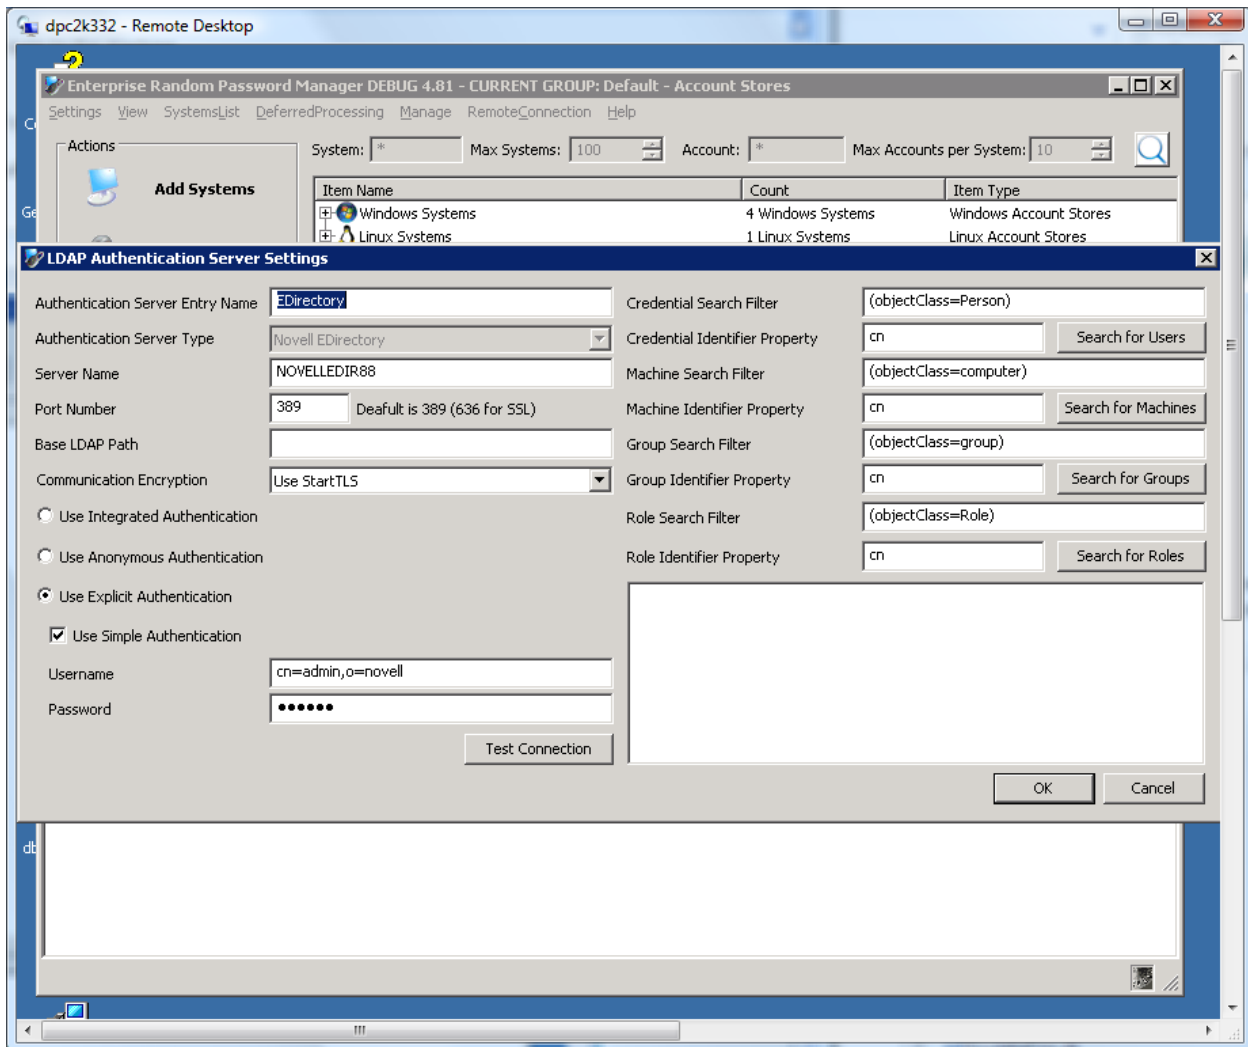 dpc2k332 - Remote Desktop
Enterprise Random Password Manager DEBUG 4.81 - CURRENT GROUP: Default - Account Stores
Settings View SystemsList DeferredProcessing Manage RemoteConnection Help
Actions
System: * Max Systems: 100 Account: * Max Accounts per System: 10
Add Systems
Item Name Count Item Type
Windows Systems 4 Windows Systems Windows Account Stores
Linux Systems 1 Linux Systems Linux Account Stores
Ge
LDAP Authentication Server Settings
Authentication Server Entry Name EDirectory
Authentication Server Type Novell EDirectory
Server Name NOVELLEDIR88
Port Number 389 Deafult is 389 (636 for SSL)
Base LDAP Path
Communication Encryption Use StartTLS
Use Integrated Authentication
Use Anonymous Authentication
Use Explicit Authentication
Use Simple Authentication
Username cn=admin,o=novell
Password ●●●●●●
Test Connection
Credential Search Filter (objectClass=Person)
Credential Identifier Property cn Search for Users
Machine Search Filter (objectClass=computer)
Machine Identifier Property cn Search for Machines
Group Search Filter (objectClass=group)
Group Identifier Property cn Search for Groups
Role Search Filter (objectClass=Role)
Role Identifier Property cn Search for Roles
OK Cancel
db